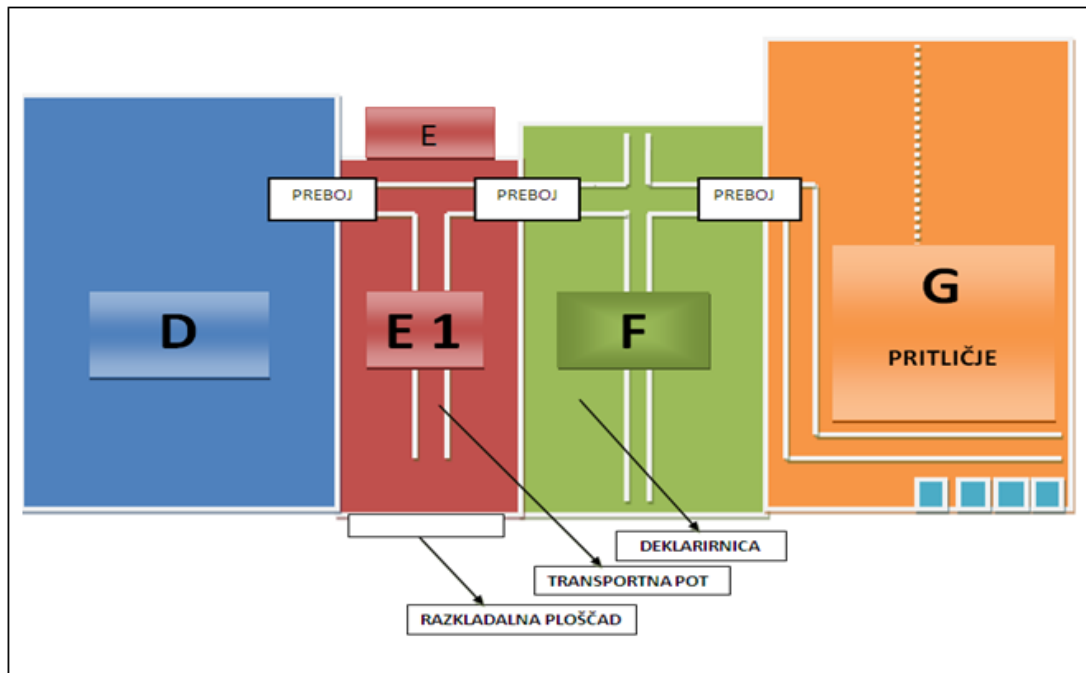 E
PREBOJ
PREBOJ
PREBOJ
D
E 1
F
G
PRITLIČJE
DEKLARIRNICA
TRANSPORTNA POT
RAZKLADALNA PLOŠČAD